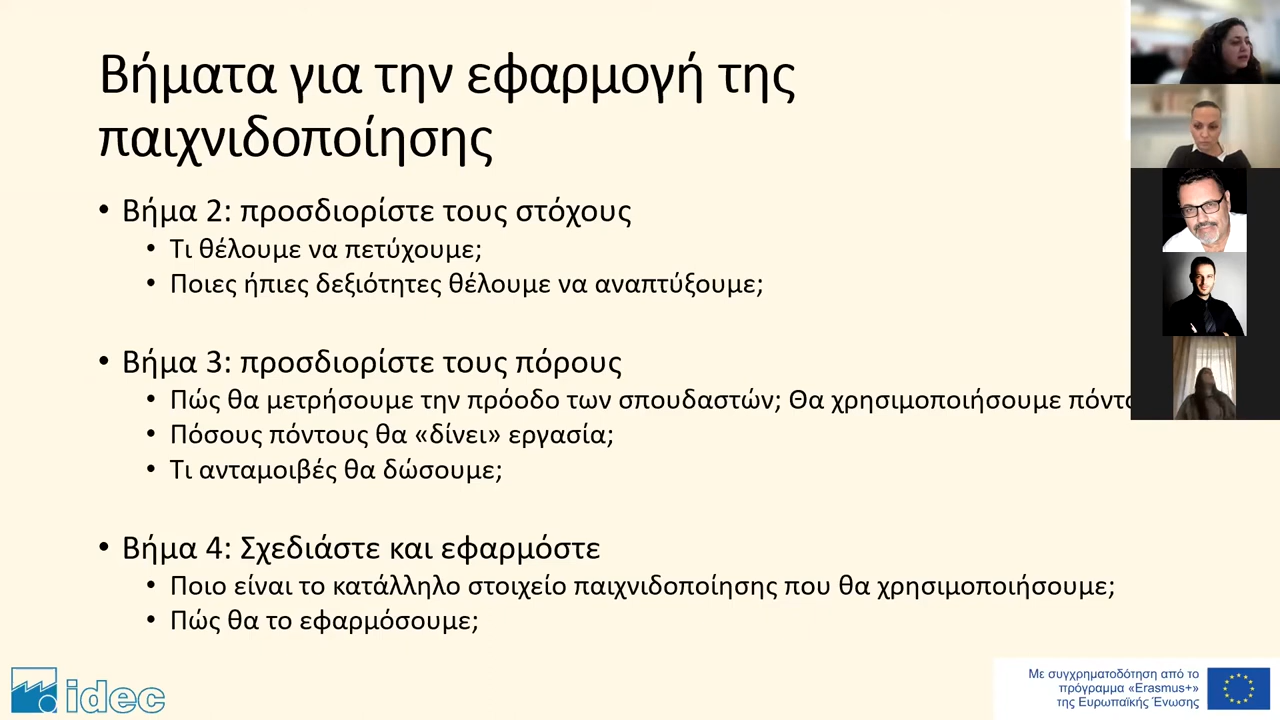 Βήματα για την εφαρμογή της
παιχνιδοποίησης
• Βήμα 2: προσδιορίστε τους στόχους
• Τι θέλουμε να πετύχουμε;
• Ποιες ήπιες δεξιότητες θέλουμε να αναπτύξουμε;
• Βήμα 3: προσδιορίστε τους πόρους
• Πώς θα μετρήσουμε την πρόοδο των σπουδαστών; Θα χρησιμοποιήσουμε
• Πόσους πόντους θα «δίνει» εργασία;
• Τι ανταμοιβές θα δώσουμε;
• Βήμα 4: Σχεδιάστε και εφαρμόστε
• Ποιο είναι το κατάλληλο στοιχείο παιχνιδοποίησης που θα χρησιμοποιήσουμε;
• Πώς θα το εφαρμόσουμε;
idec
Με συγχρηματοδότηση από το
πρόγραμμα «Erasmus+»
της Ευρωπαϊκής Ένωσης